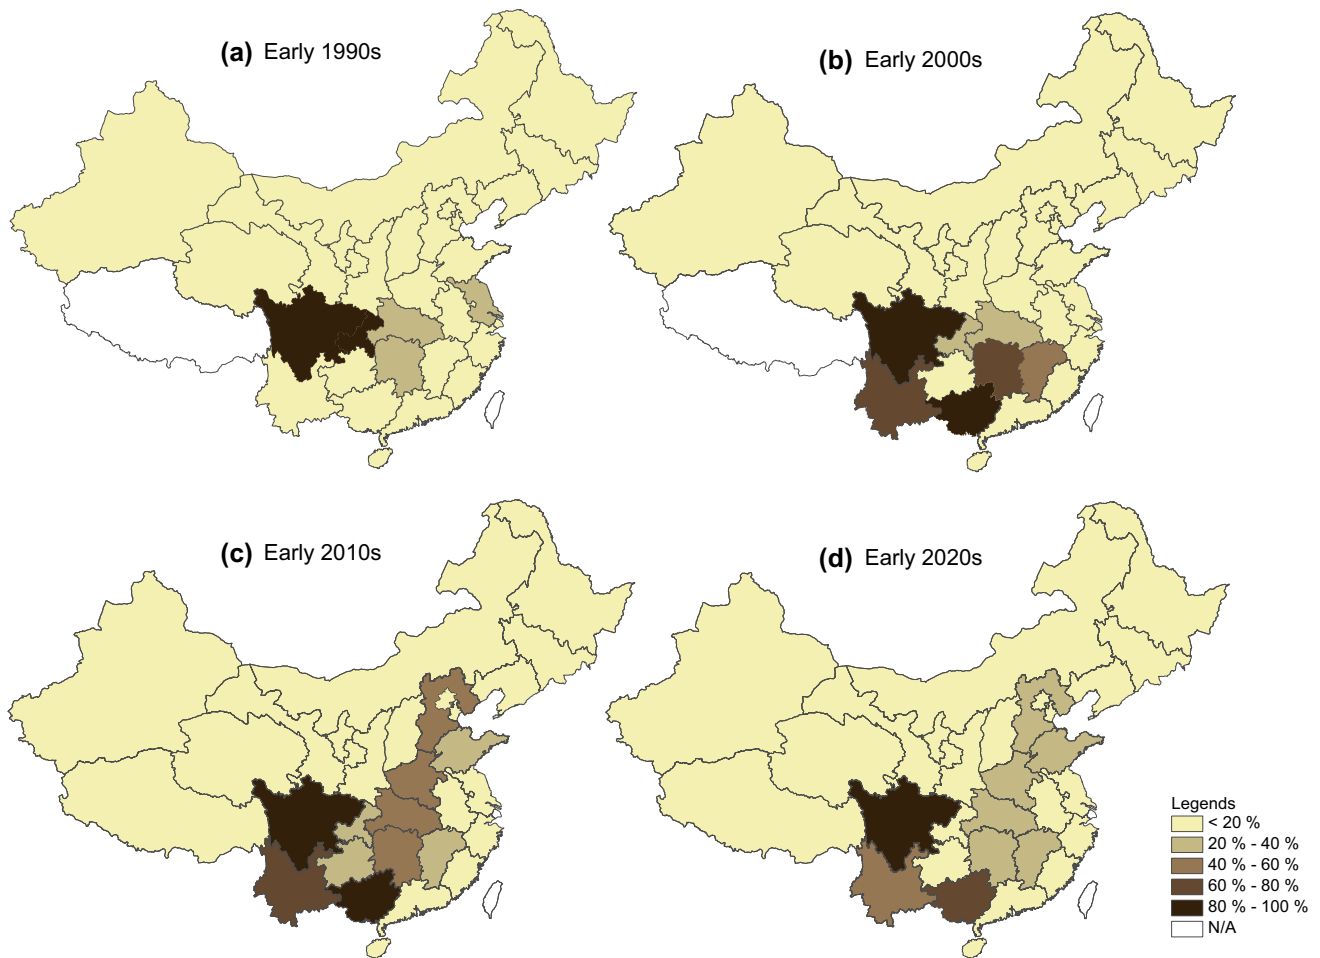 (a) Early 1990s
(b) Early 2000s
(c) Early 2010s
(d) Early 2020s
Legends
< 20 %
20 % - 40 %
40 % - 60 %
60 % - 80 %
80 % - 100 %
N/A